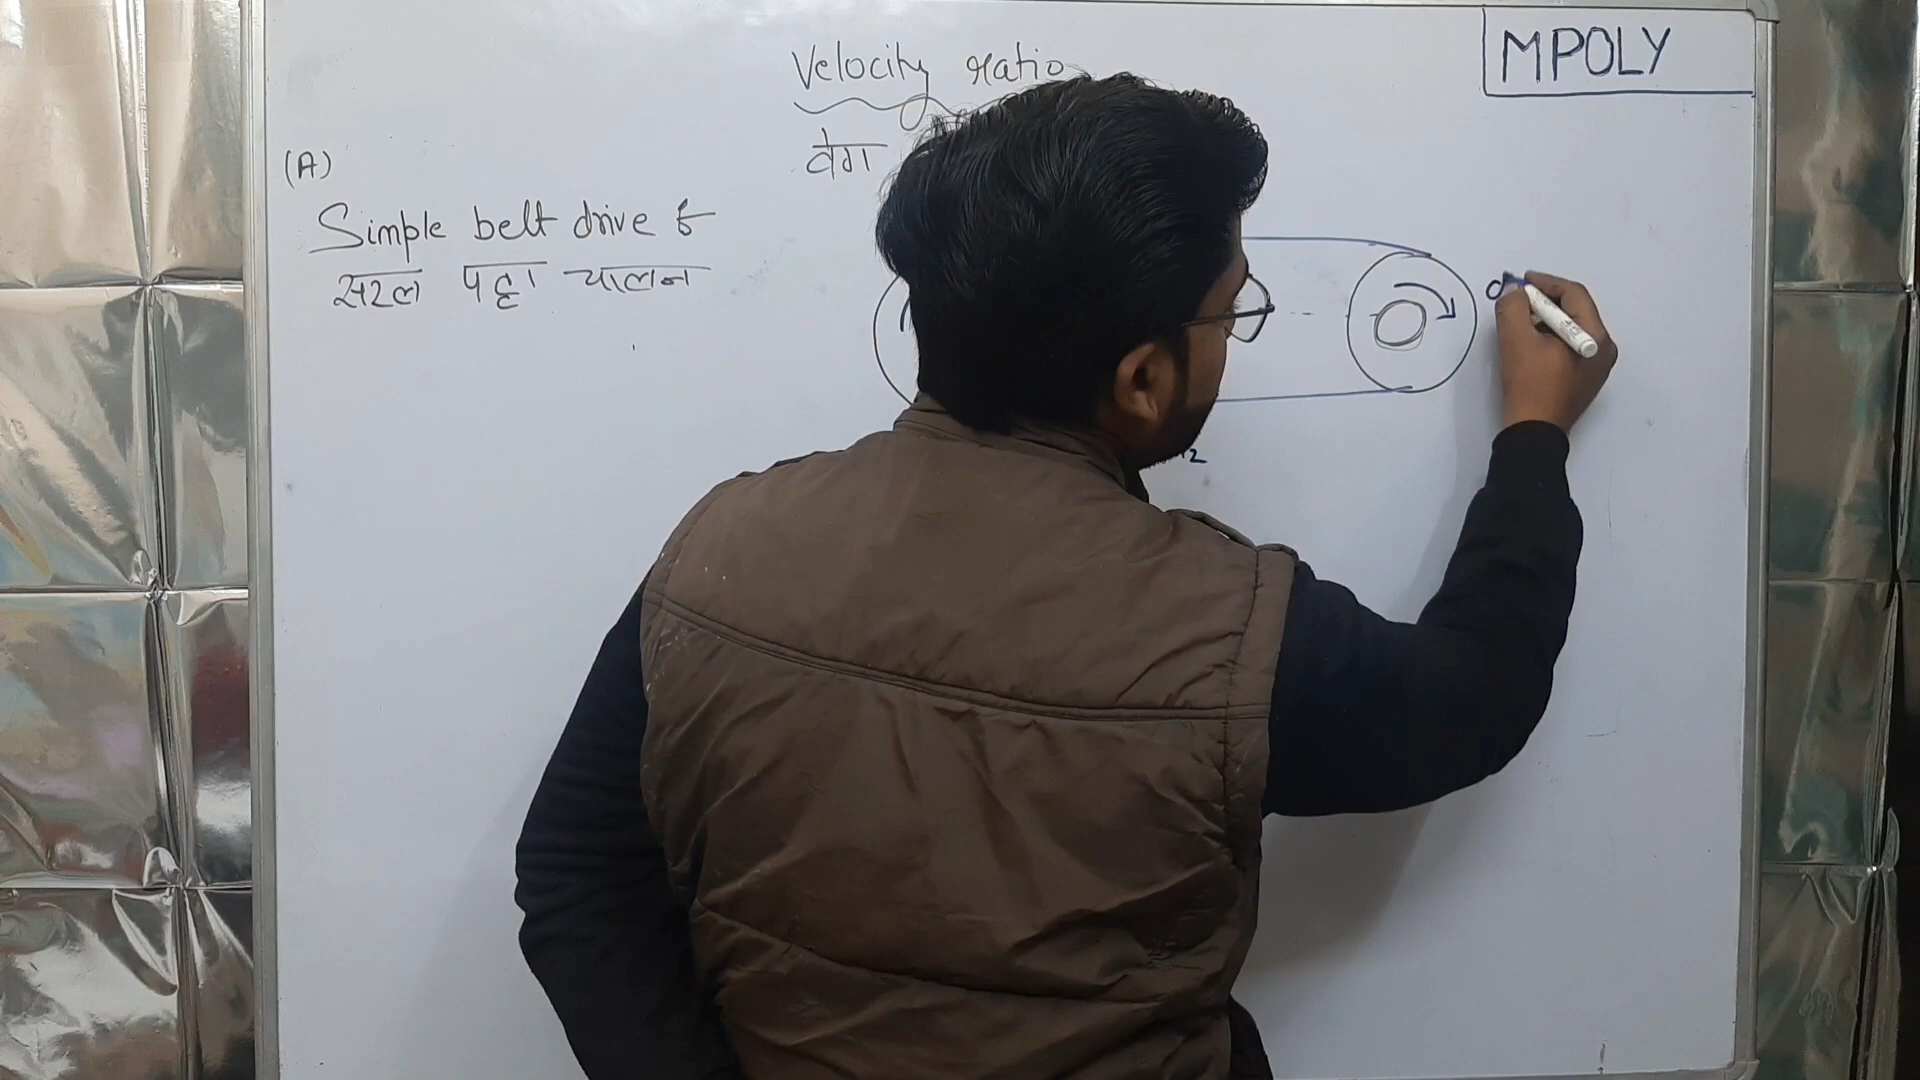 Velocity ratio
MPOLY
वेग
(A)
Simple belt drive
सरल पट्टा चालन